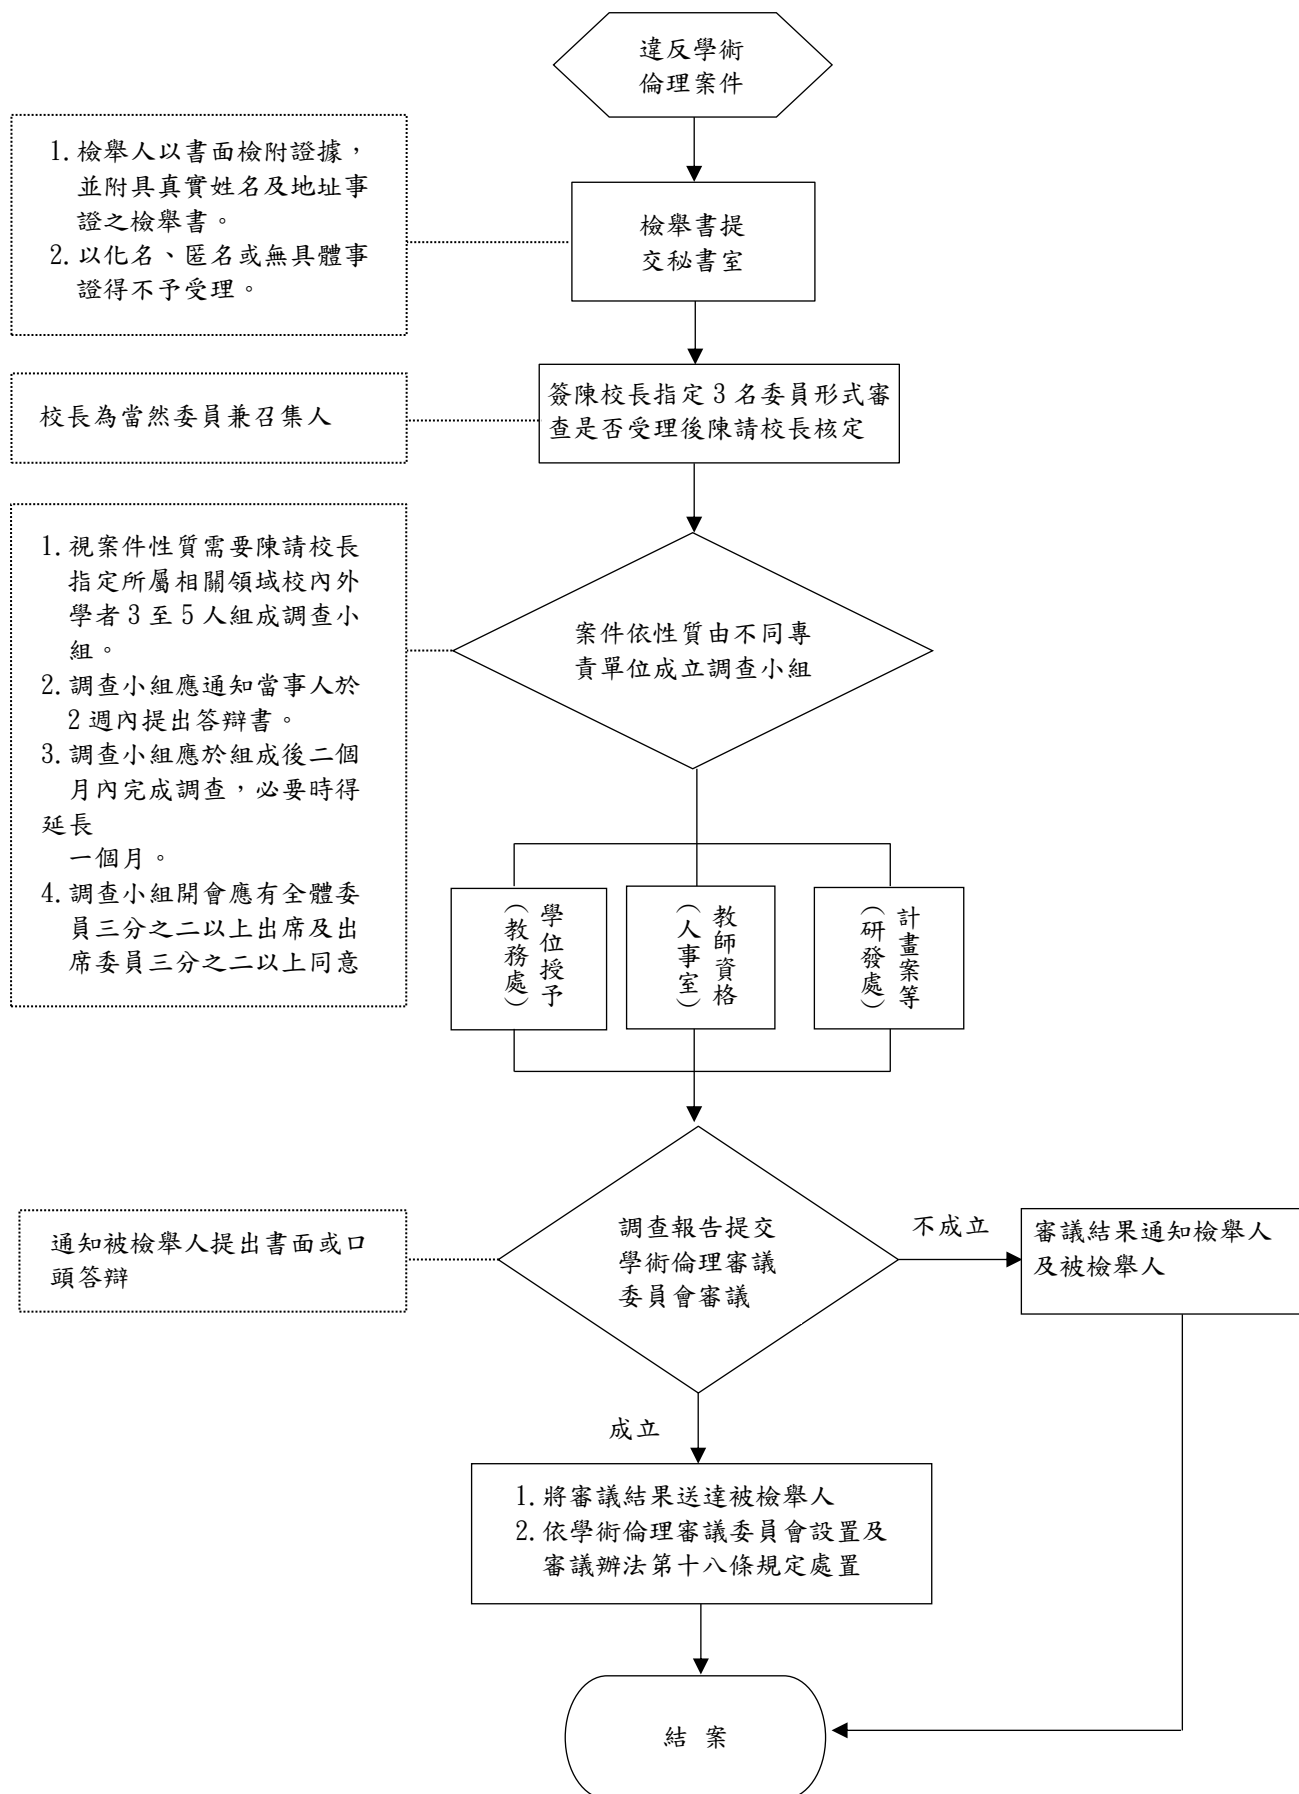 違反學術
倫理案件
1.檢舉人以書面檢附證據，
並附具真實姓名及地址事
證之檢舉書。
2.以化名、匿名或無具體事
證得不予受理。
檢舉書提
交秘書室
校長為當然委員兼召集人
簽陳校長指定 3 名委員形式審
查是否受理後陳請校長核定
1.視案件性質需要陳請校長
指定所屬相關領域校內外
學者 3 至 5 人組成調查小
組。
2.調查小組應通知當事人於
2 週內提出答辯書。
3.調查小組應於組成後二個
月內完成調查，必要時得
延長
一個月。
4.調查小組開會應有全體委
員三分之二以上出席及出
席委員三分之二以上同意
案件依性質由不同專
責單位成立調查小組
學位授予
（教務處）
教師資格
（人事室）
計畫案等
（研發處）
通知被檢舉人提出書面或口
頭答辯
調查報告提交
學術倫理審議
委員會審議
不成立
審議結果通知檢舉人
及被檢舉人
成立
1.將審議結果送達被檢舉人
2.依學術倫理審議委員會設置及
審議辦法第十八條規定處置
結 案